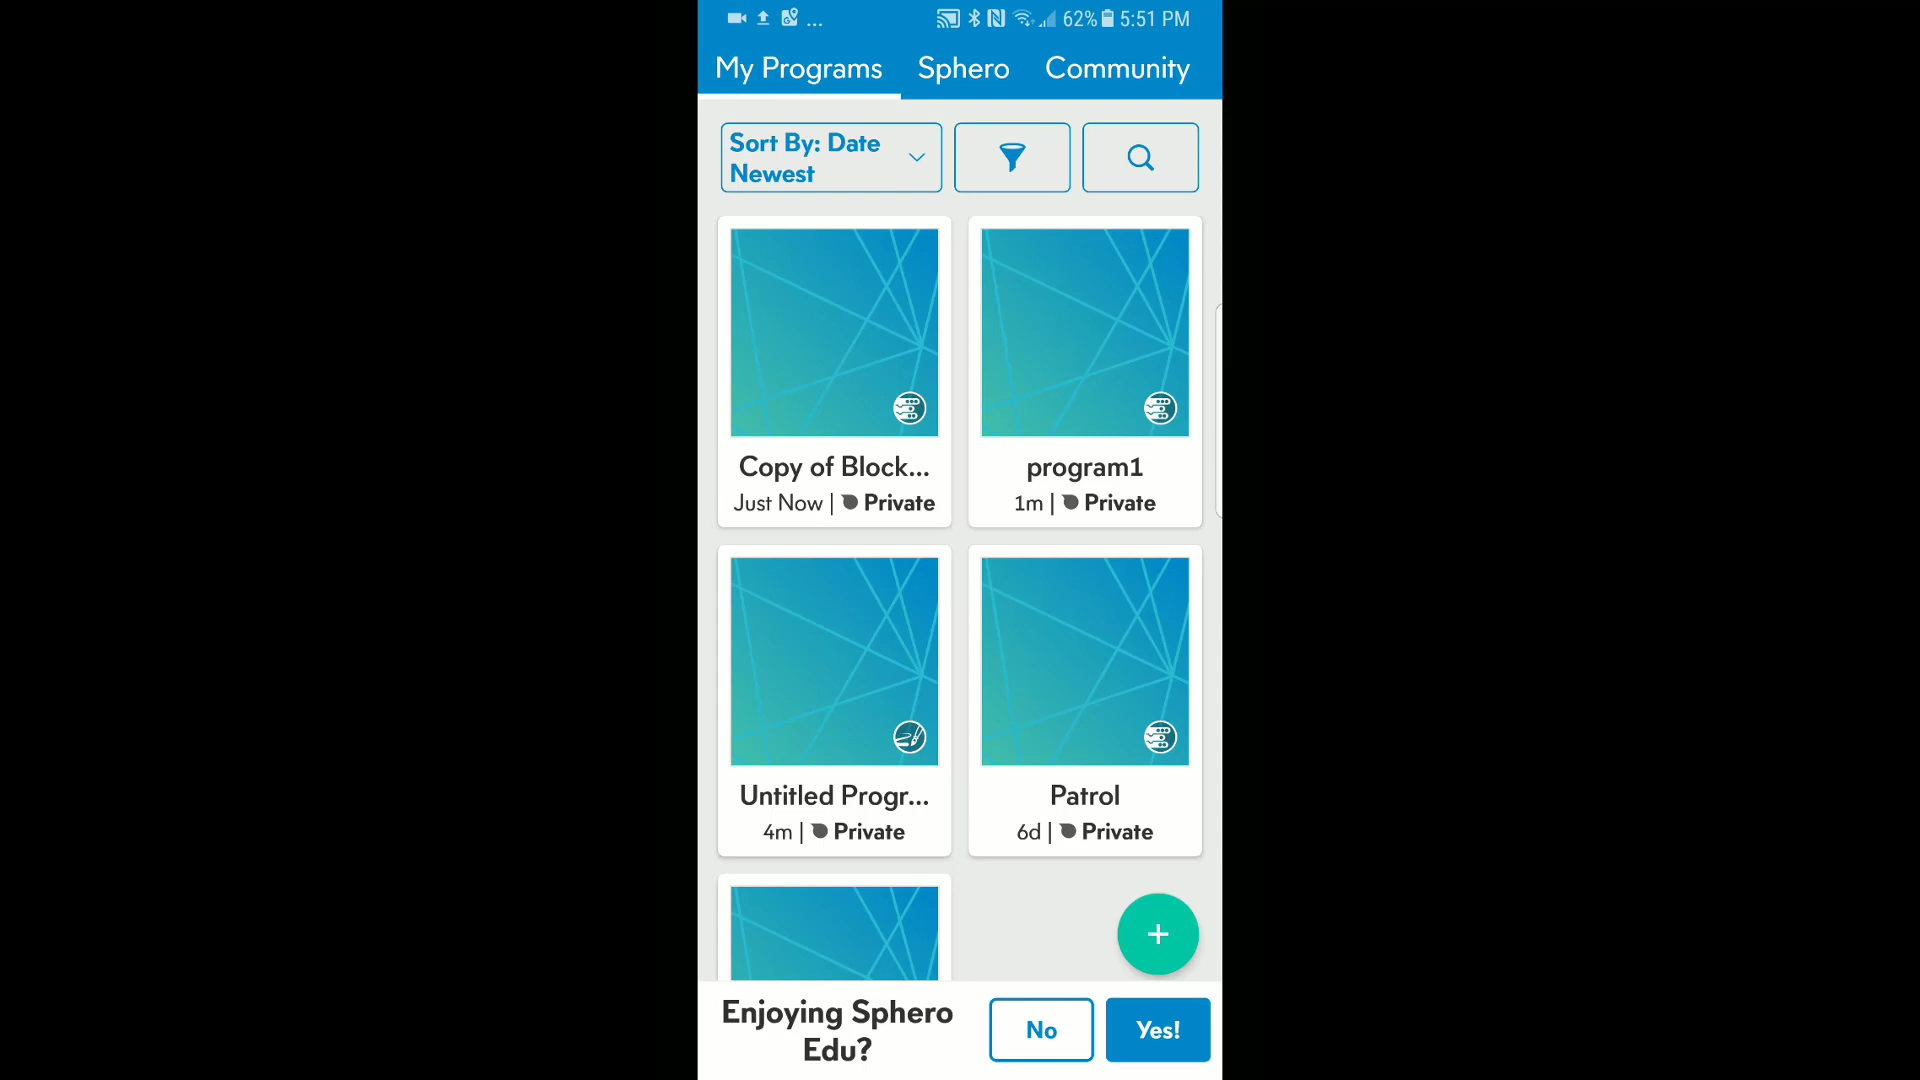 ... 62% 5:51 PM
My Programs Sphero Community
Sort By: Date
Newest
Copy of Block...
Just Now | Private
program1
1m | Private
Untitled Progr...
4m | Private
Patrol
6d | Private
+
Enjoying Sphero
Edu?
No
Yes!